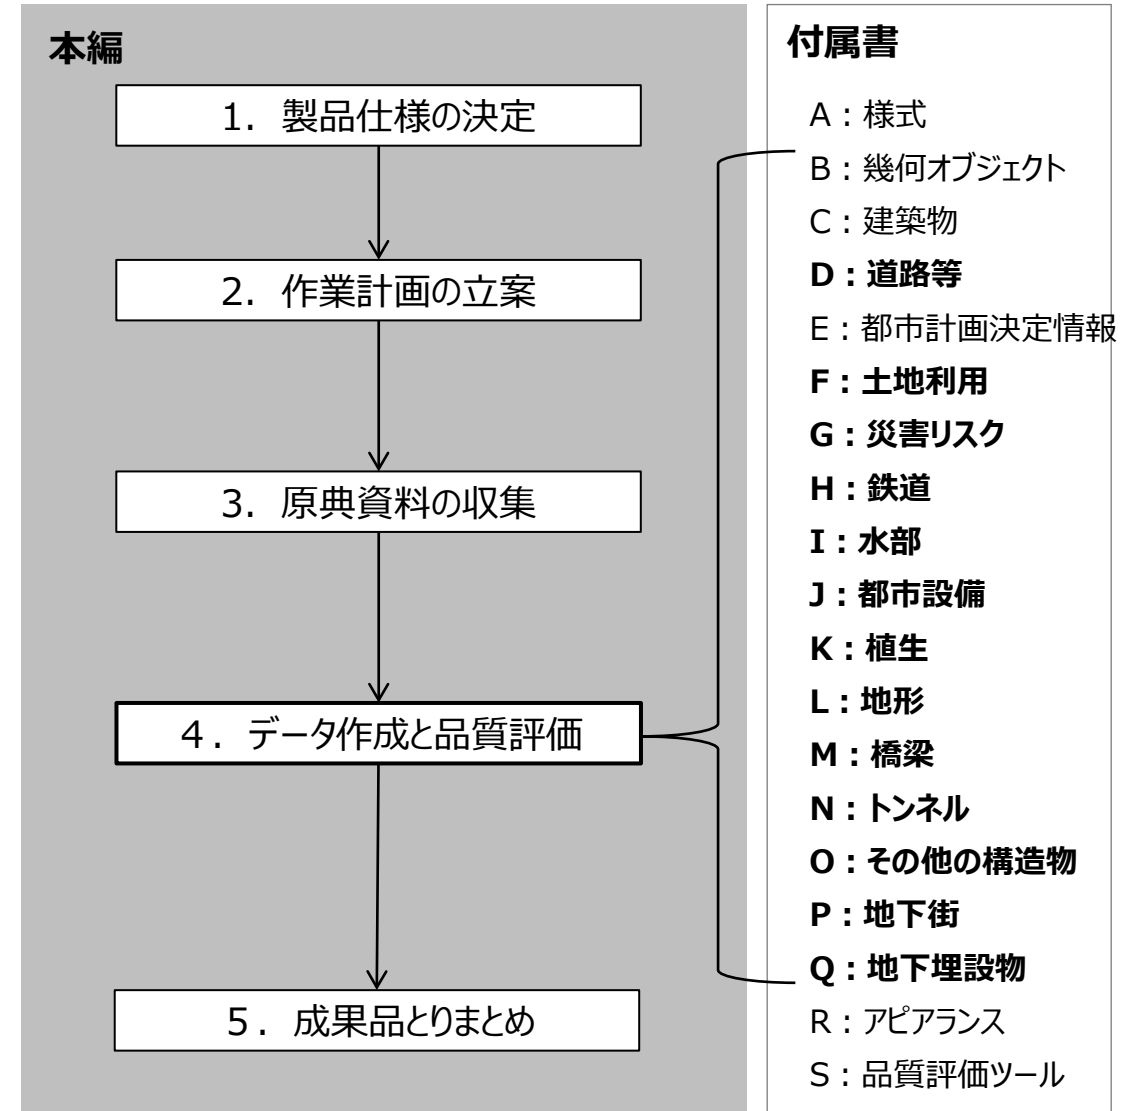 本編
1．製品仕様の決定
2．作業計画の立案
3．原典資料の収集
４．データ作成と品質評価
５．成果品とりまとめ
付属書
A：様式
B：幾何オブジェクト
C：建築物
D：道路等
E：都市計画決定情報
F：土地利用
G：災害リスク
H：鉄道
I：水部
J：都市設備
K：植生
L：地形
M：橋梁
N：トンネル
O：その他の構造物
P：地下街
Q：地下埋設物
R：アピアランス
S：品質評価ツール